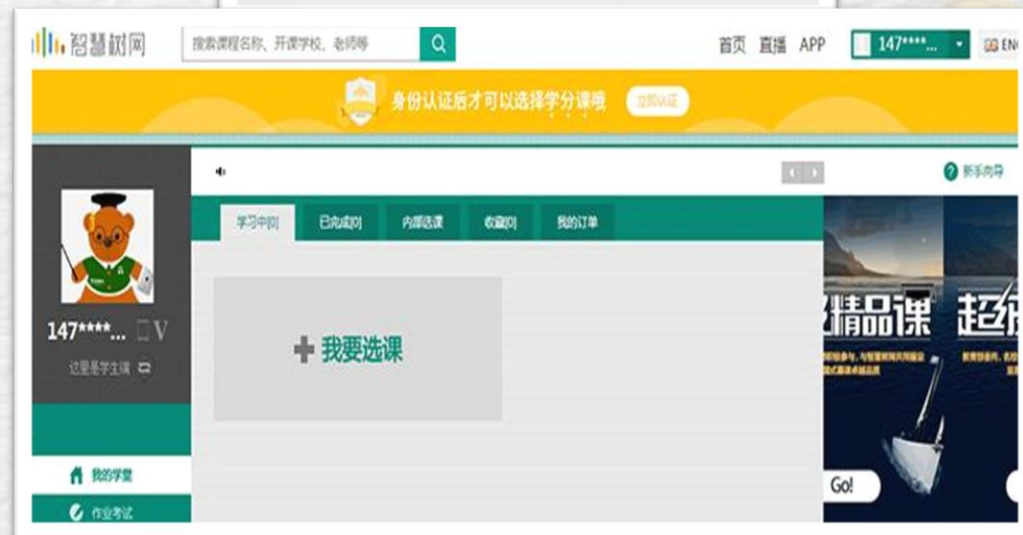 智慧树网
搜索课程名称、开课学校、老师等
首页 直播 APP 147****... EN
身份认证后才可以选择学分课哦 立即认证
新手向导
学习中[0] 已完成[0] 内部选课 收藏[0] 我的订单
147****... V
这里是学生端
我要选课
精品课
Go!
我的学堂
作业考试